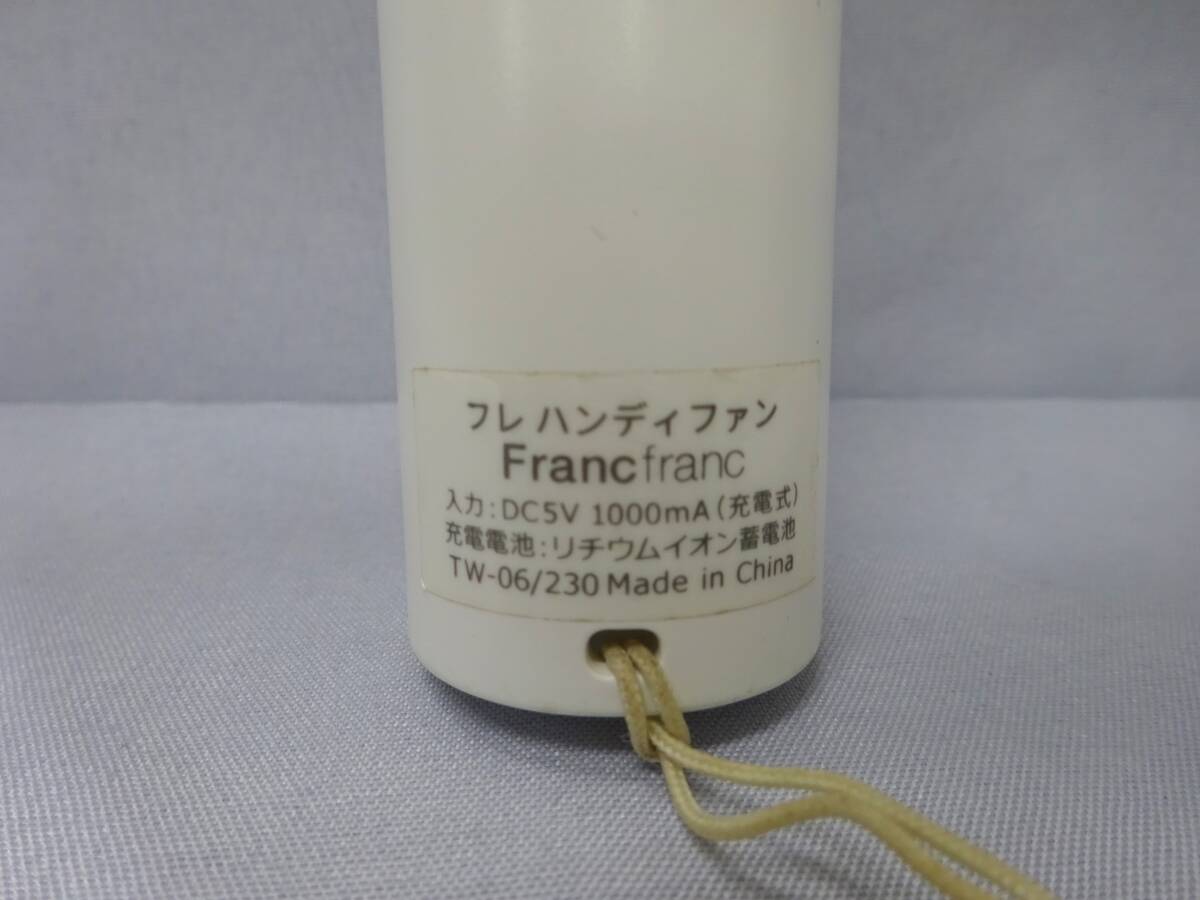 フレ ハンディファン
Francfranc
入力:DC5V 1000mA(充電式)
充電電池:リチウムイオン蓄電池
TW-06/230 Made in China